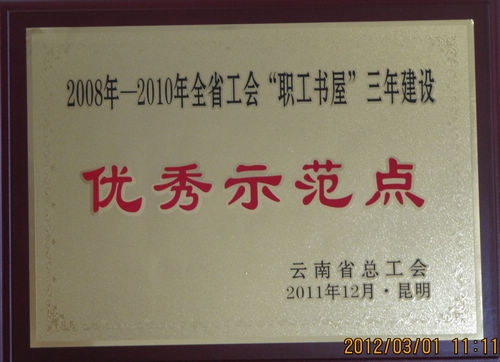 2008年—2010年全省工会“职工书屋”三年建设
优秀示范点
云南省总工会
2011年12月·昆明
2012/03/01 11:11